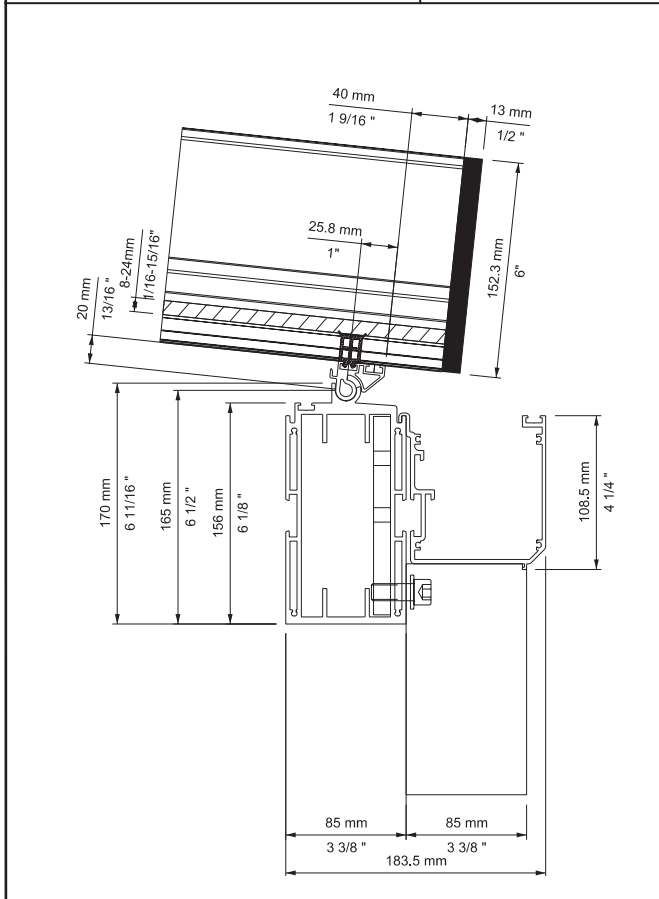 40 mm
1 9/16 "
13 mm
1/2 "
25.8 mm
1"
152.3 mm
6"
8-24mm
1/16-15/16"
20 mm
13/16 "
170 mm
6 11/16 "
165 mm
6 1/2 "
156 mm
6 1/8 "
108.5 mm
4 1/4 "
85 mm
3 3/8 "
85 mm
3 3/8 "
183.5 mm